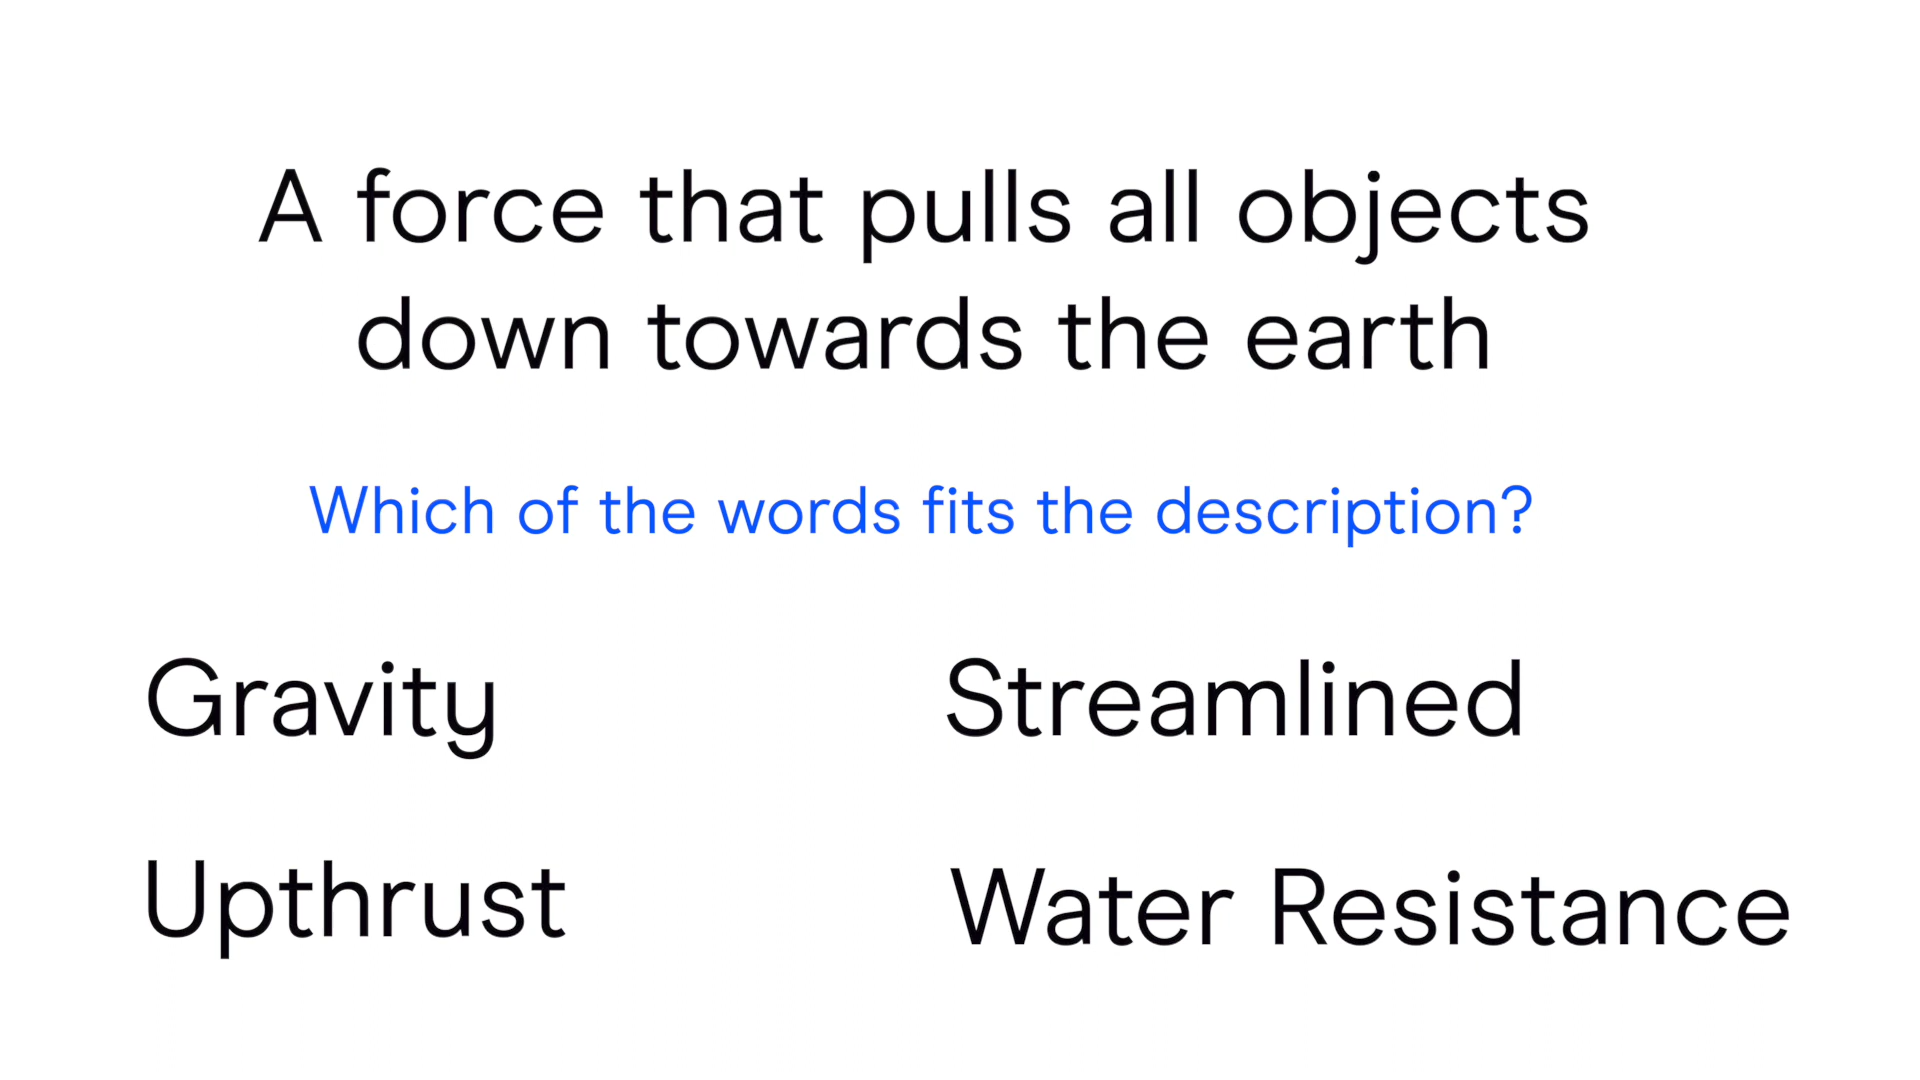 A force that pulls all objects
down towards the earth
Which of the words fits the description?
Gravity
Streamlined
Upthrust
Water Resistance